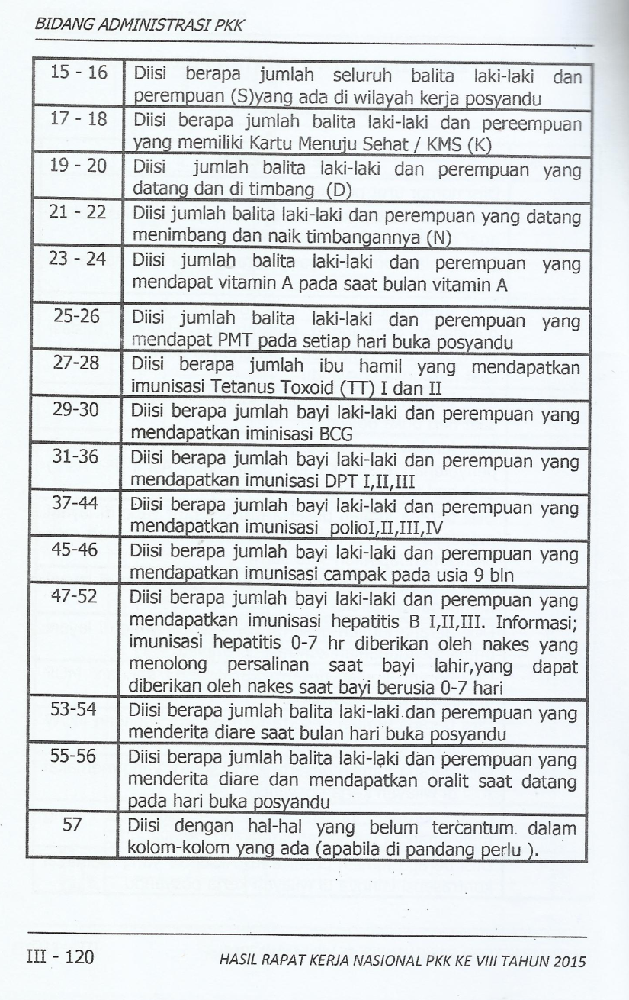 BIDANG ADMINISTRASI PKK
15 - 16 Diisi berapa jumlah seluruh balita laki-laki dan
perempuan (S)yang ada di wilayah kerja posyandu
17 - 18 Diisi berapa jumlah balita laki-laki dan pereempuan
yang memiliki Kartu Menuju Sehat / KMS (K)
19 - 20 Diisi jumlah balita laki-laki dan perempuan yang
datang dan di timbang (D)
21 - 22 Diisi jumlah balita laki-laki dan perempuan yang datang
menimbang dan naik timbangannya (N)
23 - 24 Diisi jumlah balita laki-laki dan perempuan yang
mendapat vitamin A pada saat bulan vitamin A
25-26 Diisi jumlah balita laki-laki dan perempuan yang
mendapat PMT pada setiap hari buka posyandu
27-28 Diisi berapa jumlah ibu hamil yang mendapatkan
imunisasi Tetanus Toxoid (TT) I dan II
29-30 Diisi berapa jumlah bayi laki-laki dan perempuan yang
mendapatkan iminisasi BCG
31-36 Diisi berapa jumlah bayi laki-laki dan perempuan yang
mendapatkan imunisasi DPT I,II,III
37-44 Diisi berapa jumlah bayi laki-laki dan perempuan yang
mendapatkan imunisasi polioI,II,III,IV
45-46 Diisi berapa jumlah bayi laki-laki dan perempuan yang
mendapatkan imunisasi campak pada usia 9 bln
47-52 Diisi berapa jumlah bayi laki-laki dan perempuan yang
mendapatkan imunisasi hepatitis B I,II,III. Informasi;
imunisasi hepatitis 0-7 hr diberikan oleh nakes yang
menolong persalinan saat bayi lahir,yang dapat
diberikan oleh nakes saat bayi berusia 0-7 hari
53-54 Diisi berapa jumlah balita laki-laki dan perempuan yang
menderita diare saat bulan hari buka posyandu
55-56 Diisi berapa jumlah balita laki-laki dan perempuan yang
menderita diare dan mendapatkan oralit saat datang
pada hari buka posyandu
57 Diisi dengan hal-hal yang belum tercantum dalam
kolom-kolom yang ada (apabila di pandang perlu ).
III - 120 HASIL RAPAT KERJA NASIONAL PKK KE VIII TAHUN 2015